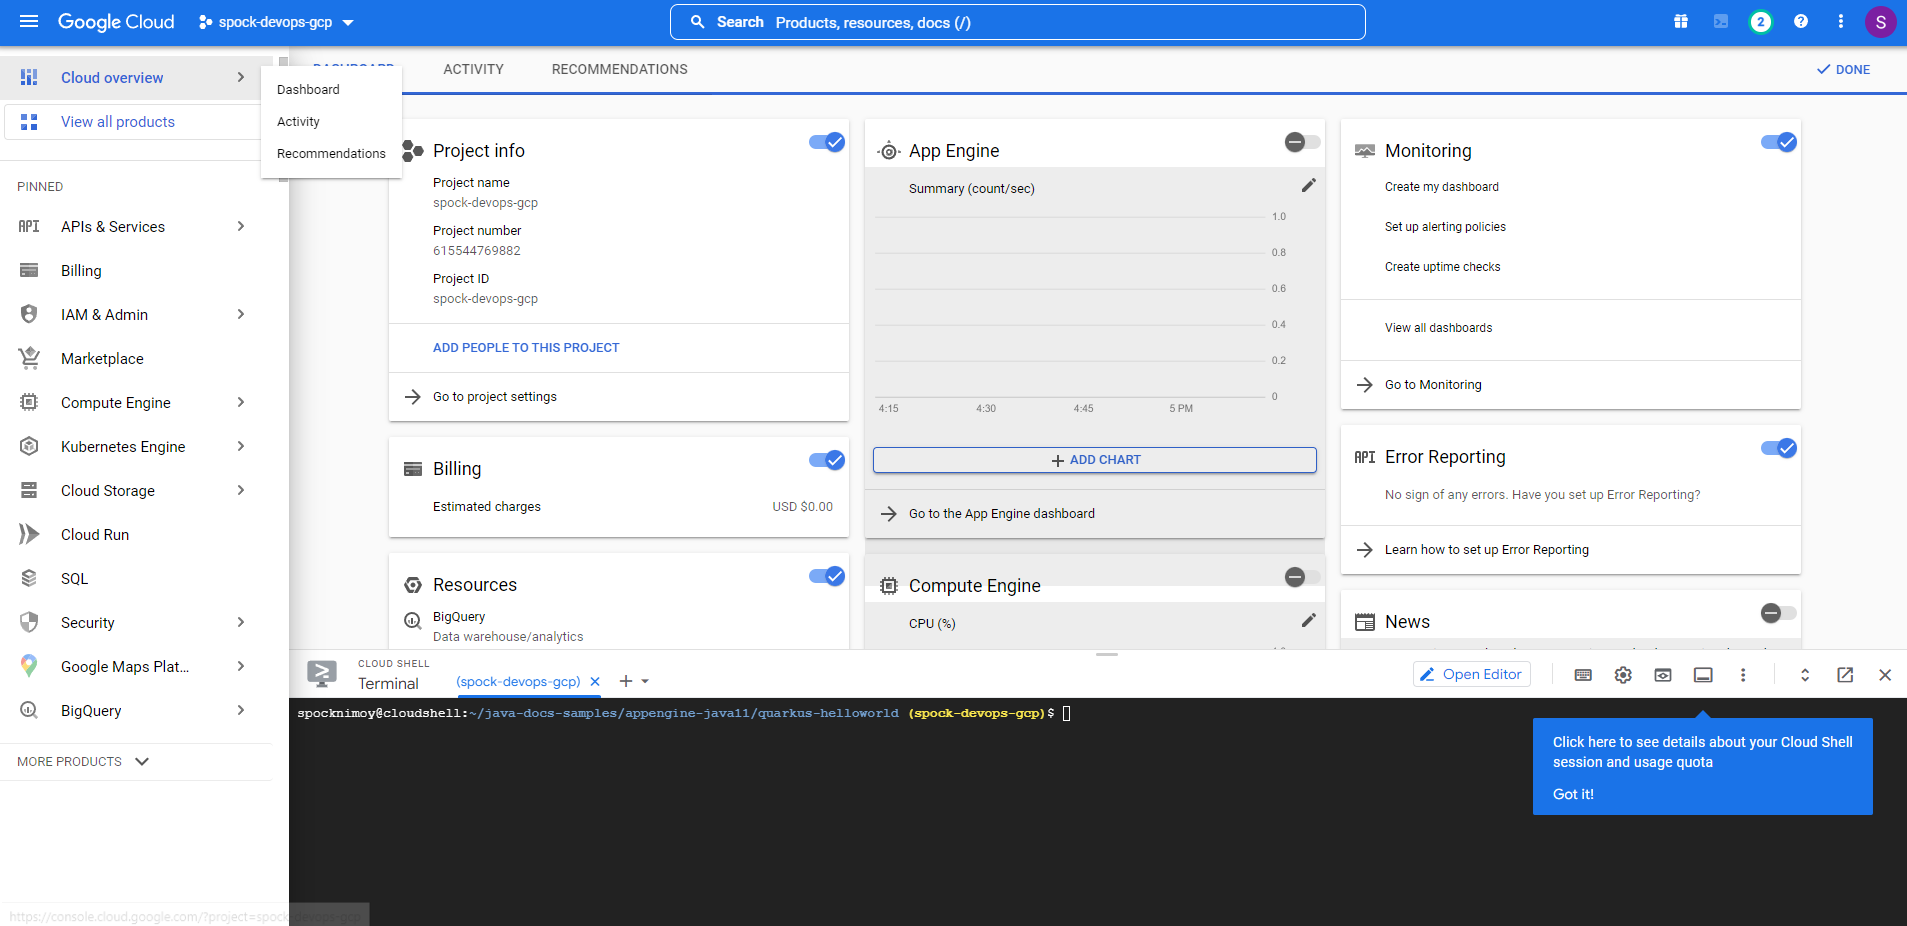 Google Cloud
spock-devops-gcp
Search Products, resources, docs (/)
2
S
Cloud overview
View all products
PINNED
API APIs & Services
Billing
IAM & Admin
Marketplace
Compute Engine
Kubernetes Engine
Cloud Storage
Cloud Run
SQL
Security
Google Maps Plat...
BigQuery
MORE PRODUCTS
https://console.cloud.google.com/?project=spock-devops-gcp
Dashboard
Activity
Recommendations
DASHBOARD
ACTIVITY
RECOMMENDATIONS
DONE
Project info
Project name
spock-devops-gcp
Project number
615544769882
Project ID
spock-devops-gcp
ADD PEOPLE TO THIS PROJECT
Go to project settings
Billing
Estimated charges USD $0.00
Resources
BigQuery
Data warehouse/analytics
App Engine
Summary (count/sec)
1.0
0.8
0.6
0.4
0.2
0
4:15 4:30 4:45 5 PM
ADD CHART
Go to the App Engine dashboard
Compute Engine
CPU (%)
Monitoring
Create my dashboard
Set up alerting policies
Create uptime checks
View all dashboards
Go to Monitoring
API Error Reporting
No sign of any errors. Have you set up Error Reporting?
Learn how to set up Error Reporting
News
CLOUD SHELL
Terminal
(spock-devops-gcp)
Open Editor
spocknimoy@cloudshell:~/java-docs-samples/appengine-java11/quarkus-helloworld (spock-devops-gcp)$
Click here to see details about your Cloud Shell
session and usage quota
Got it!